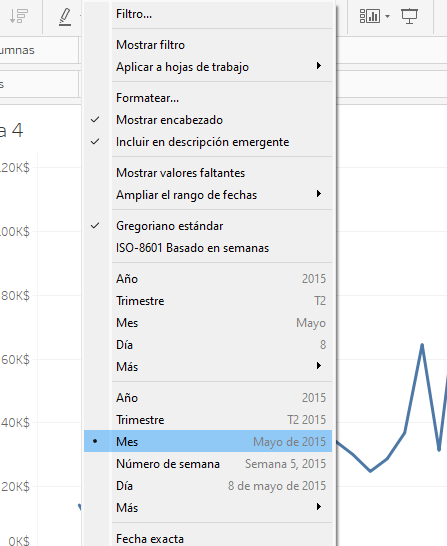 Filtro...
umnas
Mostrar filtro
Aplicar a hojas de trabajo
s
Formatear...
Mostrar encabezado
a 4
Incluir en descripción emergente
20K$
Mostrar valores faltantes
Ampliar el rango de fechas
Gregoriano estándar
00K$
ISO-8601 Basado en semanas
Año 2015
80K$
Trimestre T2
Mes Mayo
Día 8
60K$
Más
Año 2015
Trimestre T2 2015
40K$
Mes Mayo de 2015
Número de semana Semana 5, 2015
20K$
Día 8 de mayo de 2015
Más
Fecha exacta
0K$